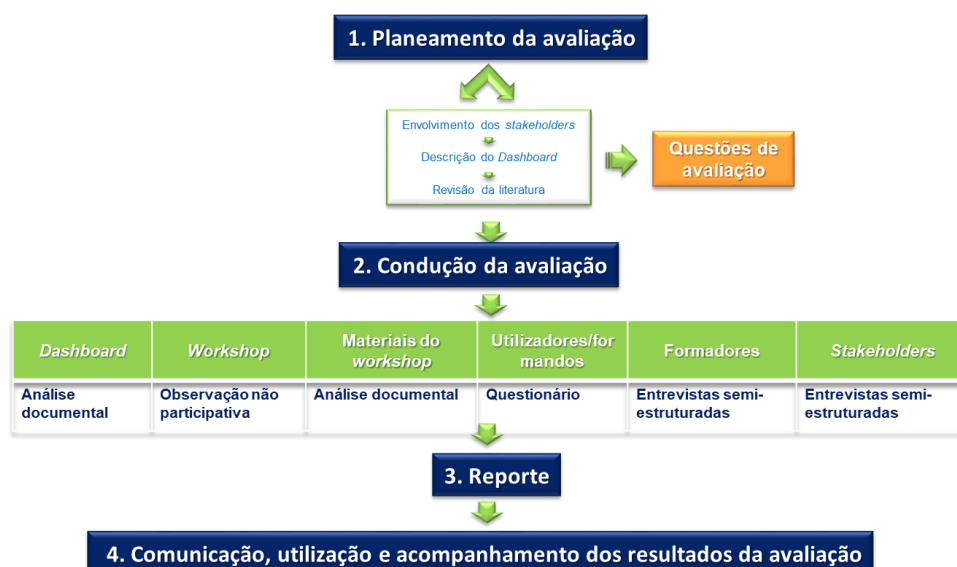 1. Planeamento da avaliação
Envolvimento dos stakeholders
Descrição do Dashboard
Revisão da literatura
Questões de
avaliação
2. Condução da avaliação
Dashboard
Workshop
Materiais do
workshop
Utilizadores/for
mandos
Formadores
Stakeholders
Análise
documental
Observação não
participativa
Análise documental
Questionário
Entrevistas semi-
estruturadas
Entrevistas semi-
estruturadas
3. Reporte
4. Comunicação, utilização e acompanhamento dos resultados da avaliação